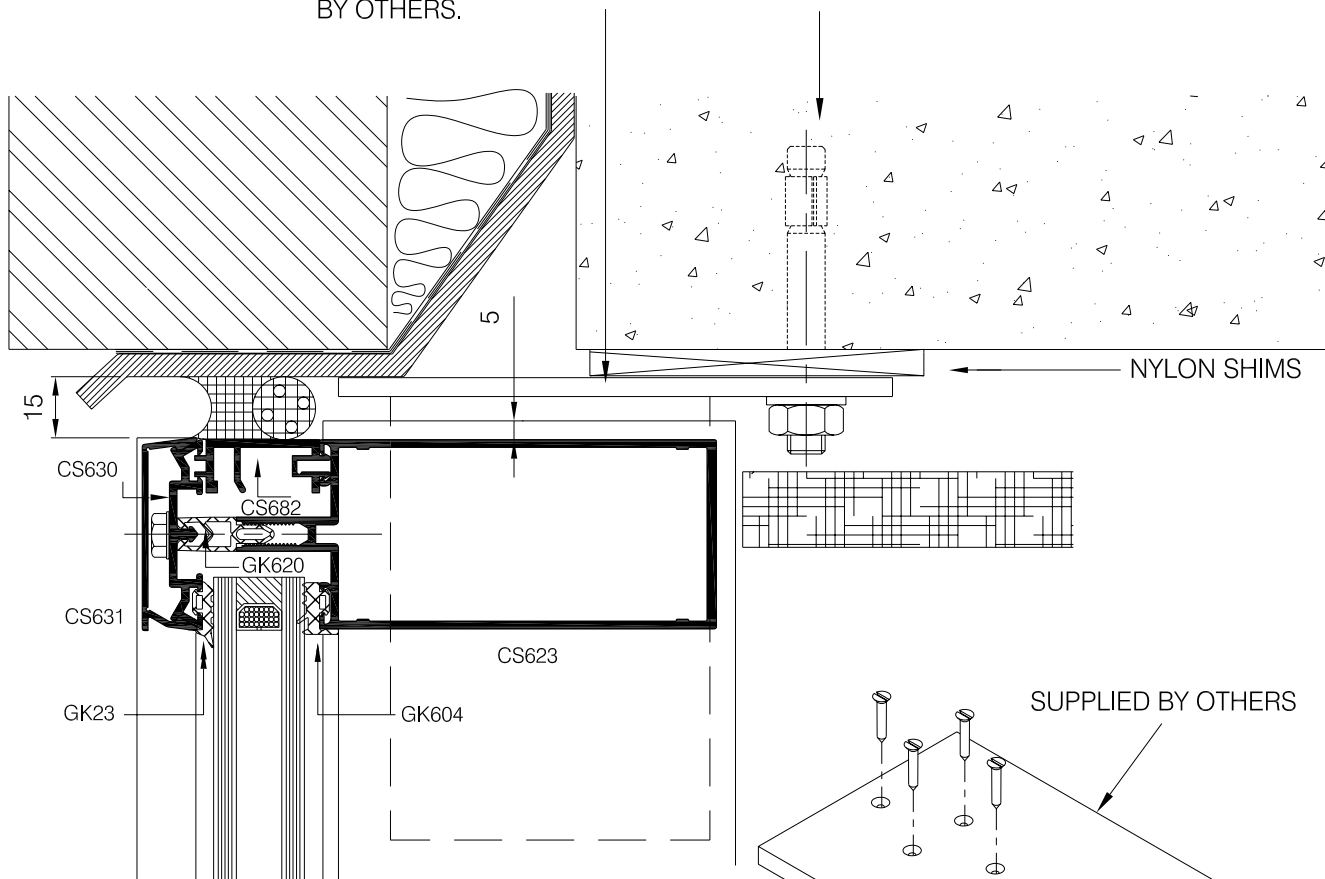 BY OTHERS.
5
NYLON SHIMS
15
CS630
CS682
GK620
CS631
CS623
GK23
GK604
SUPPLIED BY OTHERS